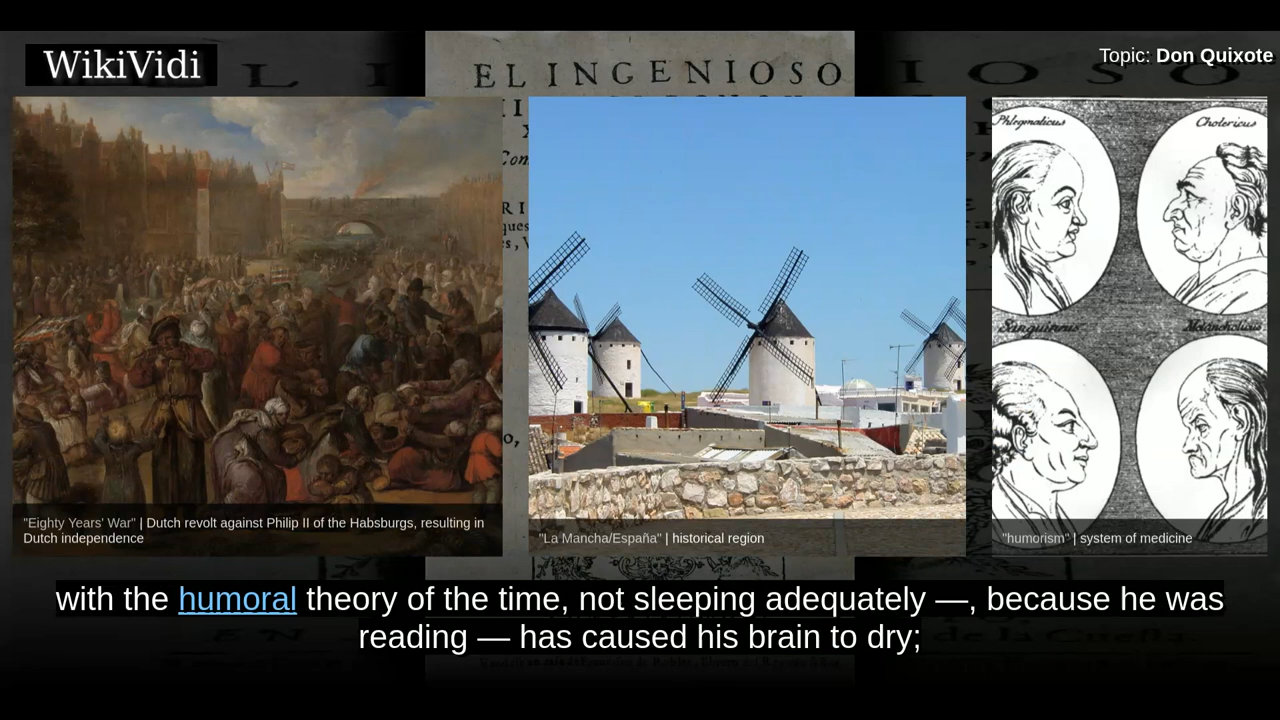 WikiVidi
Topic: Don Quixote
EL INGENIOSO
Phlegmaticus
Cholericus
Sanguineus
Melancholicus
"Eighty Years' War" | Dutch revolt against Philip II of the Habsburgs, resulting in
Dutch independence
"La Mancha/España" | historical region
"humorism" | system of medicine
with the humoral theory of the time, not sleeping adequately —, because he was
reading — has caused his brain to dry;